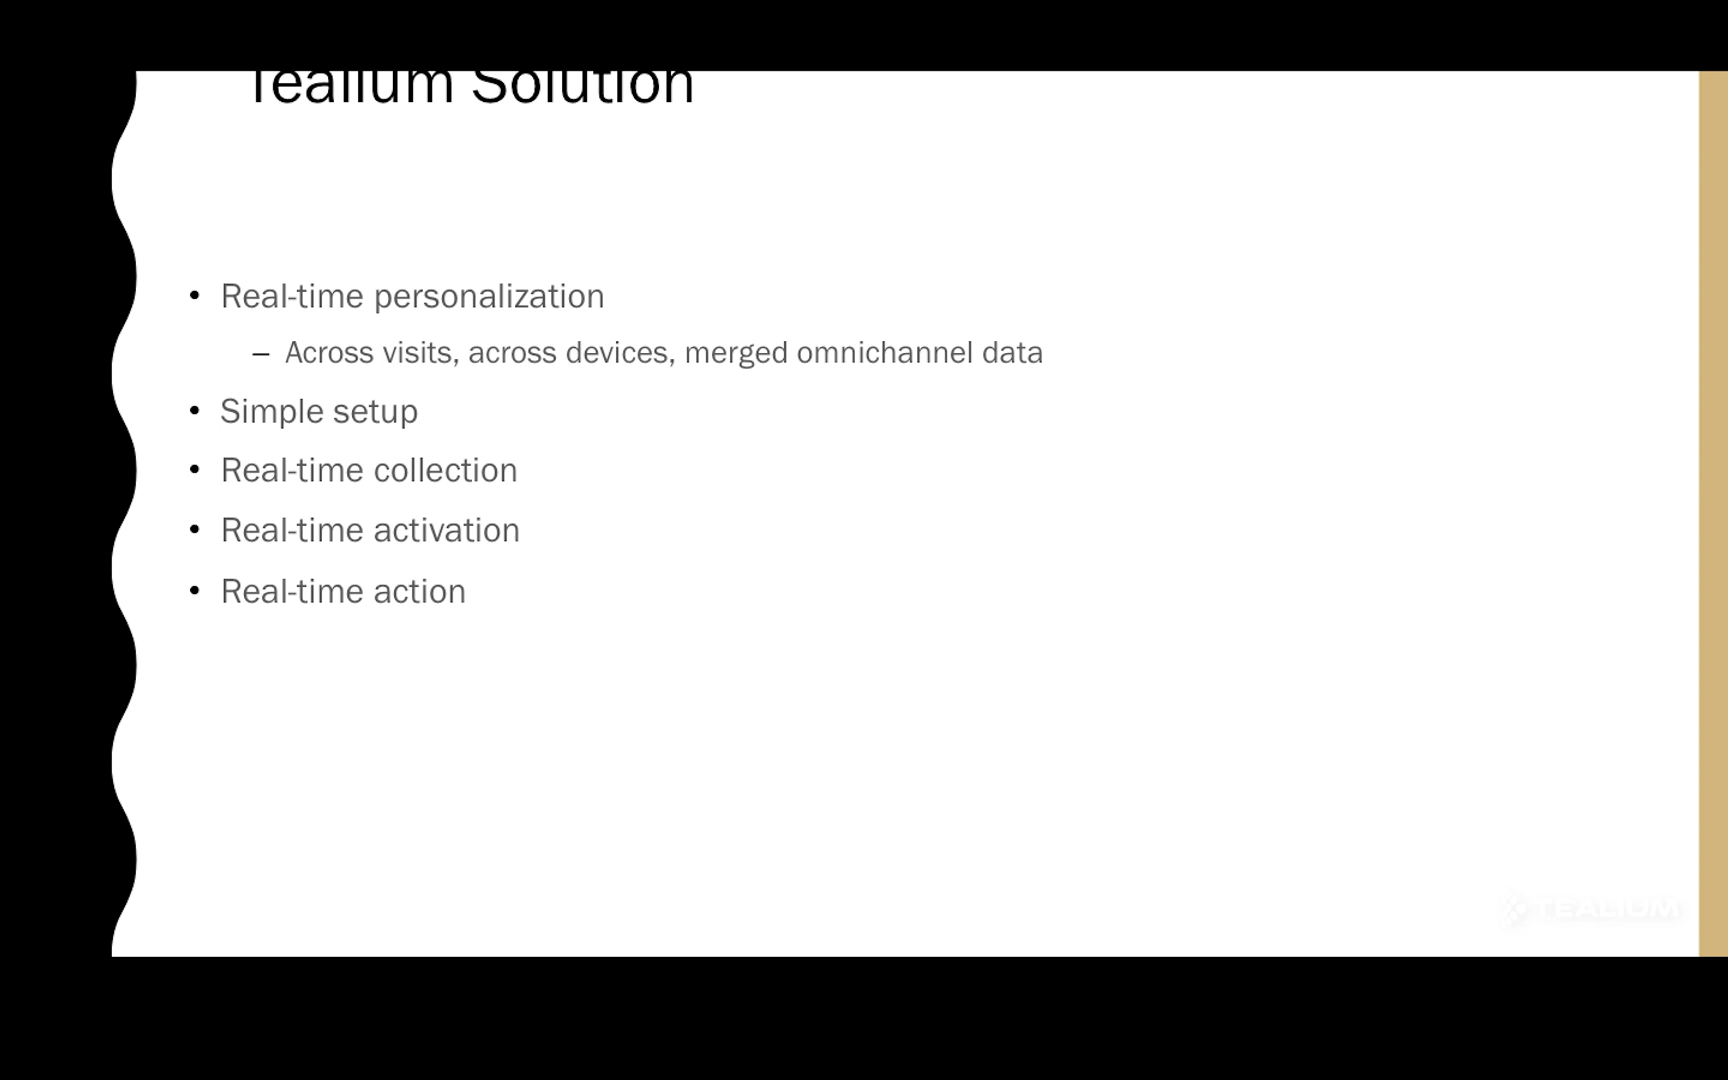 Tealium Solution
• Real-time personalization
– Across visits, across devices, merged omnichannel data
• Simple setup
• Real-time collection
• Real-time activation
• Real-time action
TEALIUM